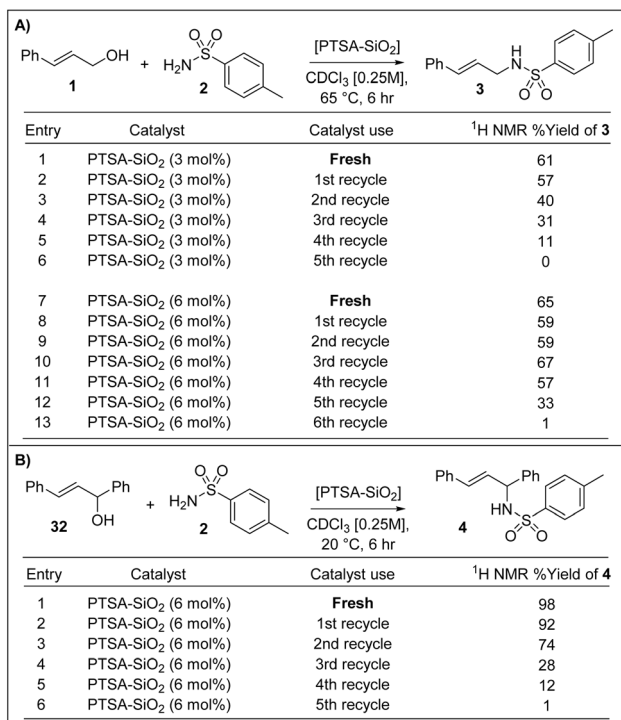 A)
Ph
OH
1
+
H2N
S
O O
2
[PTSA-SiO2]
CDCl3 [0.25M],
65 °C, 6 hr
Ph
H
N
S
O O
3
Entry Catalyst Catalyst use 1H NMR %Yield of 3
1 PTSA-SiO2 (3 mol%) Fresh 61
2 PTSA-SiO2 (3 mol%) 1st recycle 57
3 PTSA-SiO2 (3 mol%) 2nd recycle 40
4 PTSA-SiO2 (3 mol%) 3rd recycle 31
5 PTSA-SiO2 (3 mol%) 4th recycle 11
6 PTSA-SiO2 (3 mol%) 5th recycle 0
7 PTSA-SiO2 (6 mol%) Fresh 65
8 PTSA-SiO2 (6 mol%) 1st recycle 59
9 PTSA-SiO2 (6 mol%) 2nd recycle 59
10 PTSA-SiO2 (6 mol%) 3rd recycle 67
11 PTSA-SiO2 (6 mol%) 4th recycle 57
12 PTSA-SiO2 (6 mol%) 5th recycle 33
13 PTSA-SiO2 (6 mol%) 6th recycle 1
B)
Ph Ph
OH
32
+
H2N
S
O O
2
[PTSA-SiO2]
CDCl3 [0.25M],
20 °C, 6 hr
Ph Ph
HN
S
O O
4
Entry Catalyst Catalyst use 1H NMR %Yield of 4
1 PTSA-SiO2 (6 mol%) Fresh 98
2 PTSA-SiO2 (6 mol%) 1st recycle 92
3 PTSA-SiO2 (6 mol%) 2nd recycle 74
4 PTSA-SiO2 (6 mol%) 3rd recycle 28
5 PTSA-SiO2 (6 mol%) 4th recycle 12
6 PTSA-SiO2 (6 mol%) 5th recycle 1